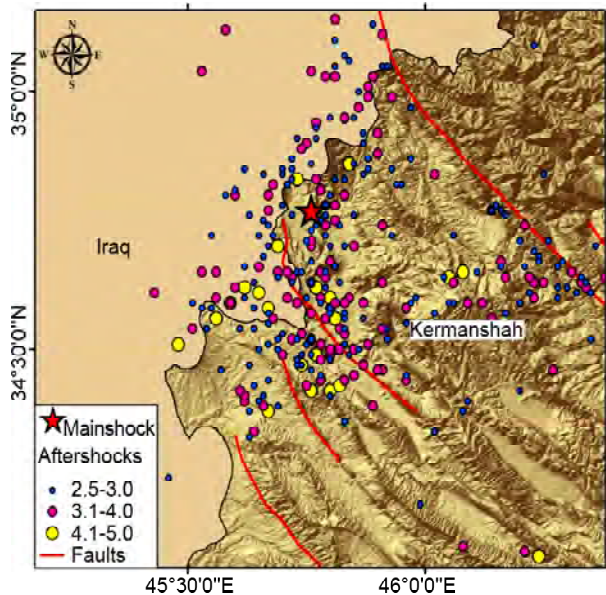 N
W
E
S
35°0'0"N
Iraq
Kermanshah
34°30'0"N
Mainshock
Aftershocks
2.5-3.0
3.1-4.0
4.1-5.0
Faults
45°30'0"E
46°0'0"E